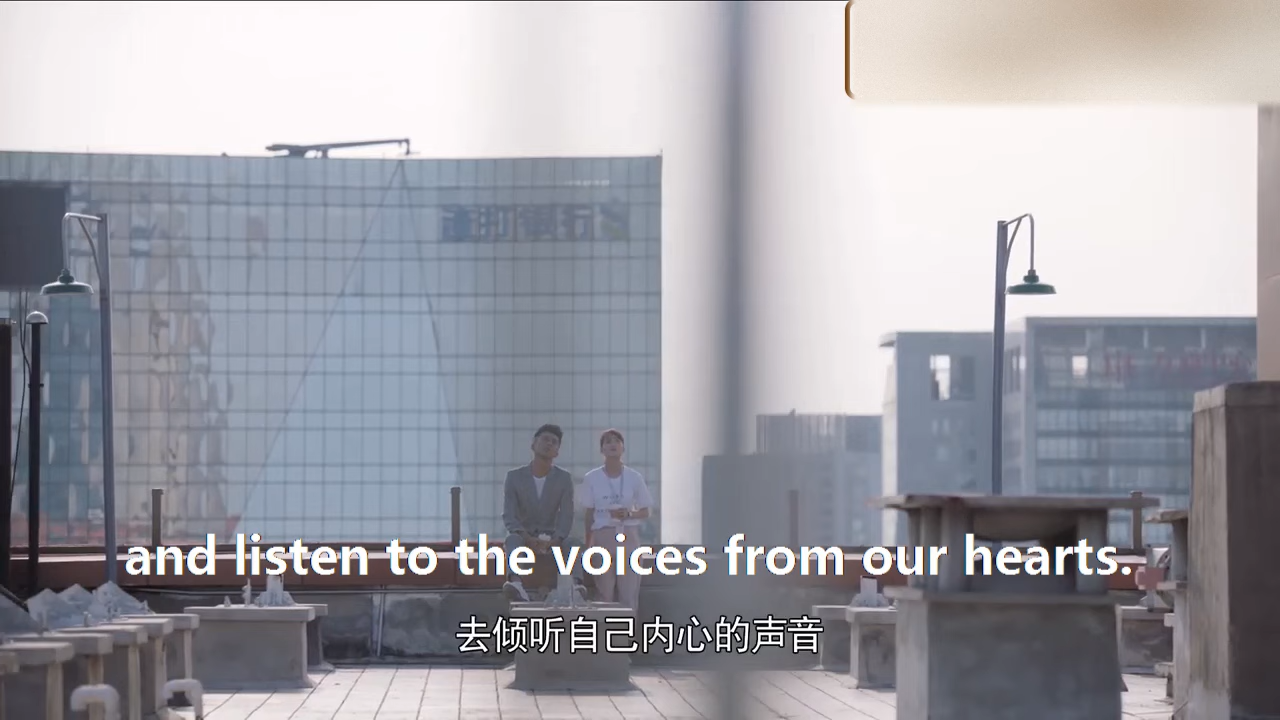 and listen to the voices from our hearts.
去倾听自己内心的声音